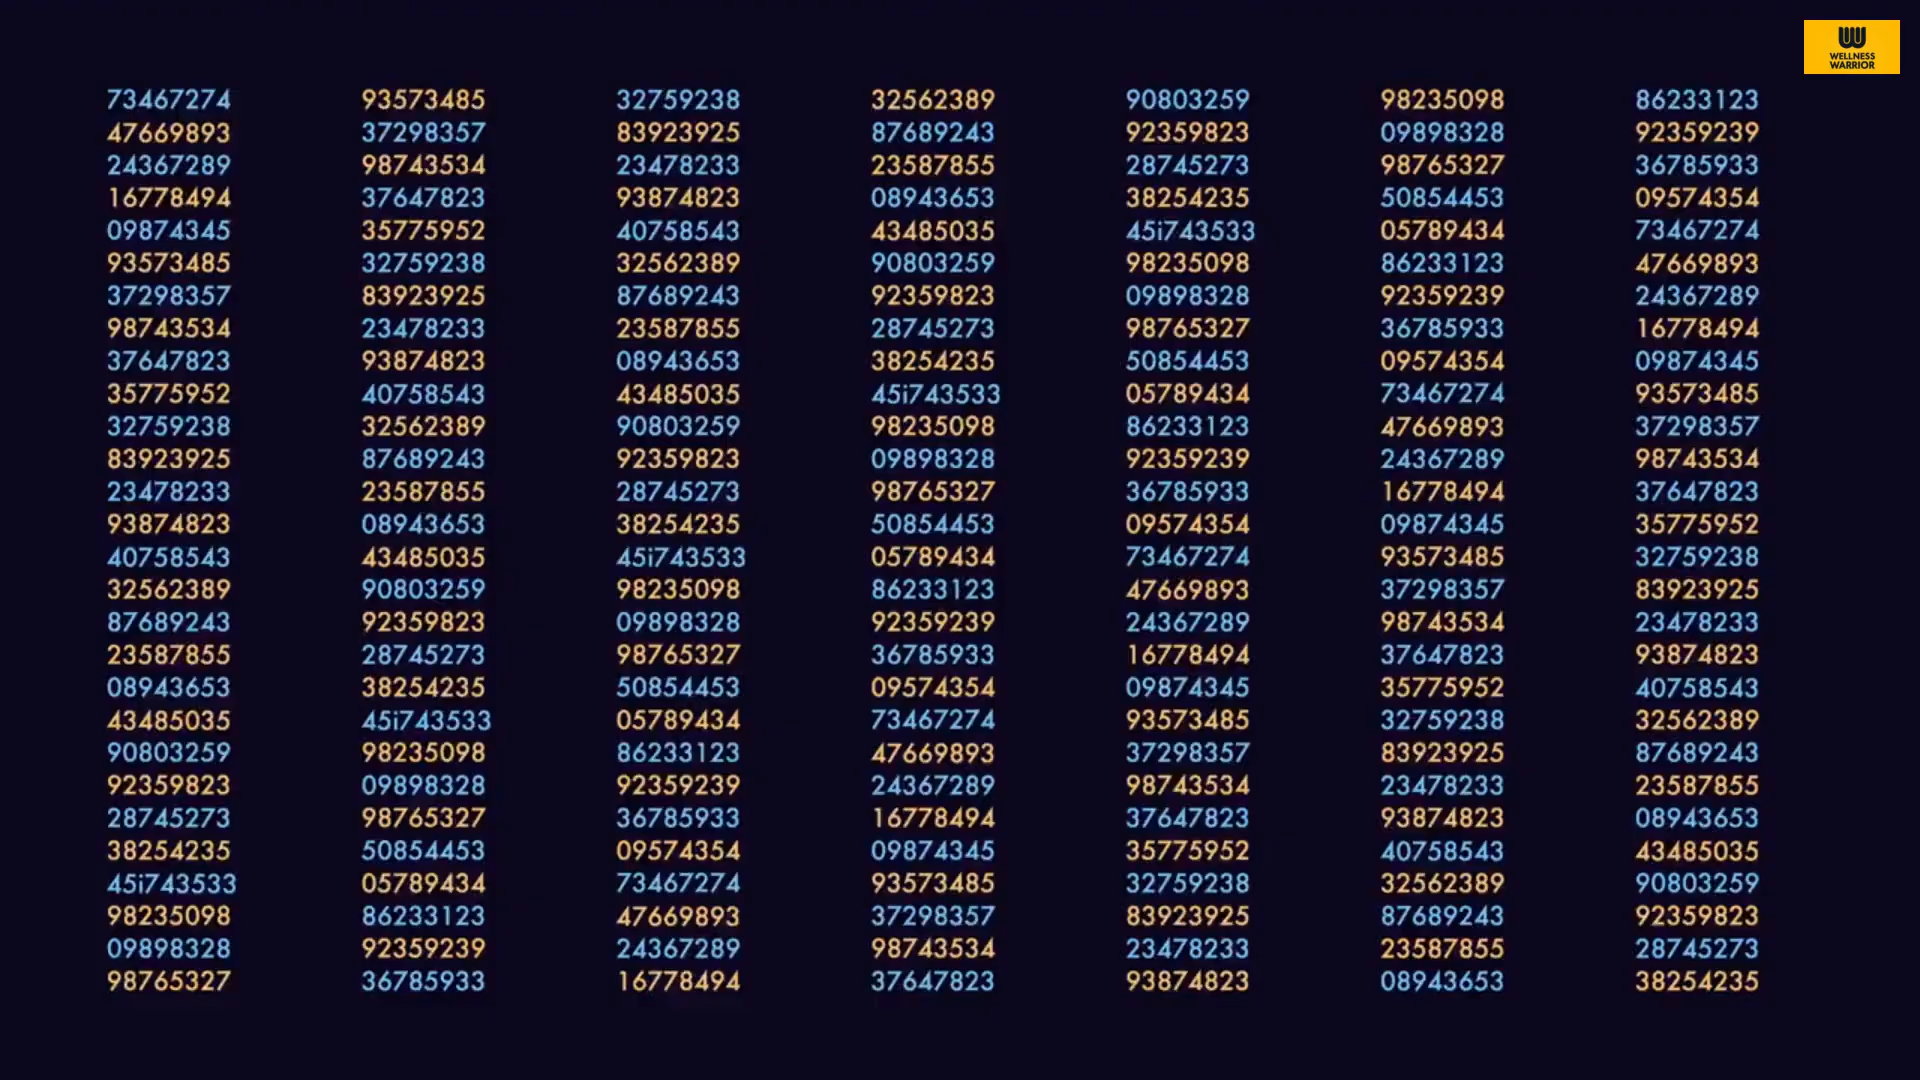 WELLNESS
WARRIOR
73467274 93573485 32759238 32562389 90803259 98235098 86233123
47669893 37298357 83923925 87689243 92359823 09898328 92359239
24367289 98743534 23478233 23587855 28745273 98765327 36785933
16778494 37647823 93874823 08943653 38254235 50854453 09574354
09874345 35775952 40758543 43485035 45i743533 05789434 73467274
93573485 32759238 32562389 90803259 98235098 86233123 47669893
37298357 83923925 87689243 92359823 09898328 92359239 24367289
98743534 23478233 23587855 28745273 98765327 36785933 16778494
37647823 93874823 08943653 38254235 50854453 09574354 09874345
35775952 40758543 43485035 45i743533 05789434 73467274 93573485
32759238 32562389 90803259 98235098 86233123 47669893 37298357
83923925 87689243 92359823 09898328 92359239 24367289 98743534
23478233 23587855 28745273 98765327 36785933 16778494 37647823
93874823 08943653 38254235 50854453 09574354 09874345 35775952
40758543 43485035 45i743533 05789434 73467274 93573485 32759238
32562389 90803259 98235098 86233123 47669893 37298357 83923925
87689243 92359823 09898328 92359239 24367289 98743534 23478233
23587855 28745273 98765327 36785933 16778494 37647823 93874823
08943653 38254235 50854453 09574354 09874345 35775952 40758543
43485035 45i743533 05789434 73467274 93573485 32759238 32562389
90803259 98235098 86233123 47669893 37298357 83923925 87689243
92359823 09898328 92359239 24367289 98743534 23478233 23587855
28745273 98765327 36785933 16778494 37647823 93874823 08943653
38254235 50854453 09574354 09874345 35775952 40758543 43485035
45i743533 05789434 73467274 93573485 32759238 32562389 90803259
98235098 86233123 47669893 37298357 83923925 87689243 92359823
09898328 92359239 24367289 98743534 23478233 23587855 28745273
98765327 36785933 16778494 37647823 93874823 08943653 38254235